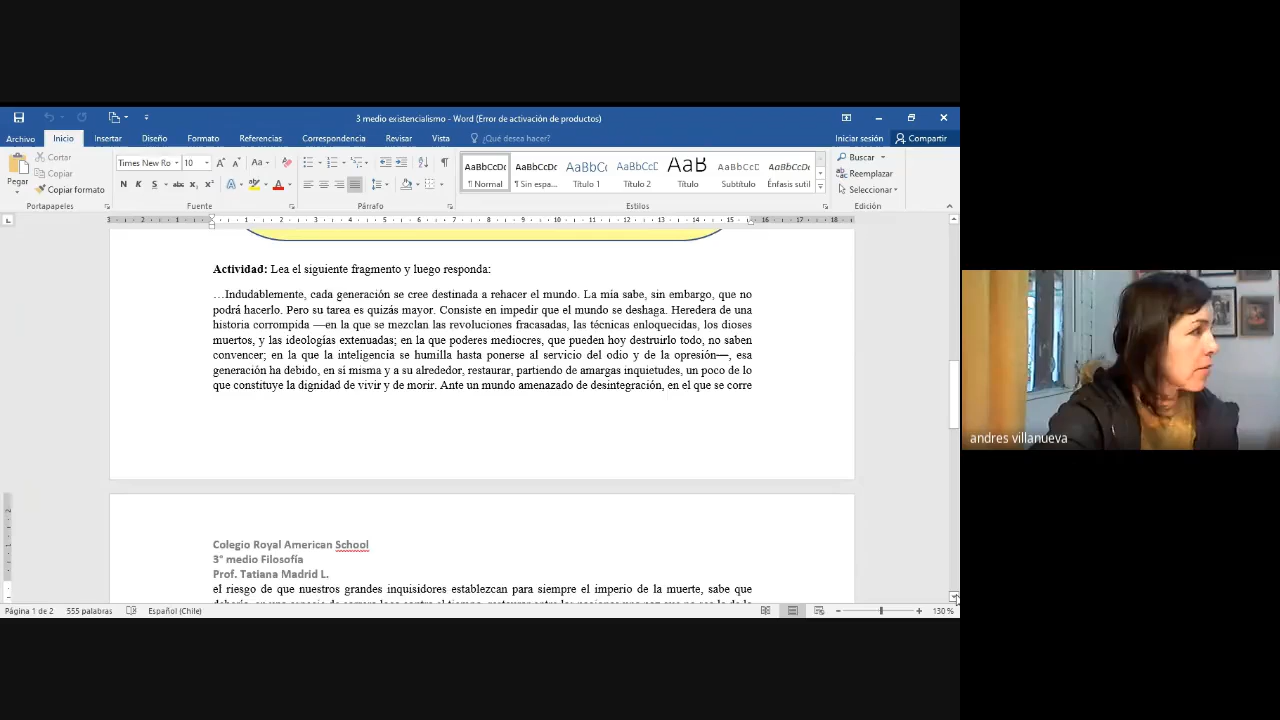 3 medio existencialismo - Word (Error de activación de productos)
Archivo Inicio Insertar Diseño Formato Referencias Correspondencia Revisar Vista ¿Qué desea hacer? Iniciar sesión Compartir
Pegar
Cortar
Copiar
Copiar formato
Portapapeles
Times New Ro 10
N K S abc x₂ x²
Fuente
Párrafo
AaBbCcDc AaBbCcDc AaBbCc AaBbCcD AaB AaBbCcD AaBbCcDc
¶ Normal ¶ Sin espa... Título 1 Título 2 Título Subtítulo Énfasis sutil
Estilos
Buscar
Reemplazar
Seleccionar
Edición
Actividad: Lea el siguiente fragmento y luego responda:
…Indudablemente, cada generación se cree destinada a rehacer el mundo. La mía sabe, sin embargo, que no
podrá hacerlo. Pero su tarea es quizás mayor. Consiste en impedir que el mundo se deshaga. Heredera de una
historia corrompida —en la que se mezclan las revoluciones fracasadas, las técnicas enloquecidas, los dioses
muertos, y las ideologías extenuadas; en la que poderes mediocres, que pueden hoy destruirlo todo, no saben
convencer; en la que la inteligencia se humilla hasta ponerse al servicio del odio y de la opresión—, esa
generación ha debido, en sí misma y a su alrededor, restaurar, partiendo de amargas inquietudes, un poco de lo
que constituye la dignidad de vivir y de morir. Ante un mundo amenazado de desintegración, en el que se corre
Colegio Royal American School
3° medio Filosofía
Prof. Tatiana Madrid L.
el riesgo de que nuestros grandes inquisidores establezcan para siempre el imperio de la muerte, sabe que
Página 1 de 2 555 palabras Español (Chile) 130 %
andres villanueva